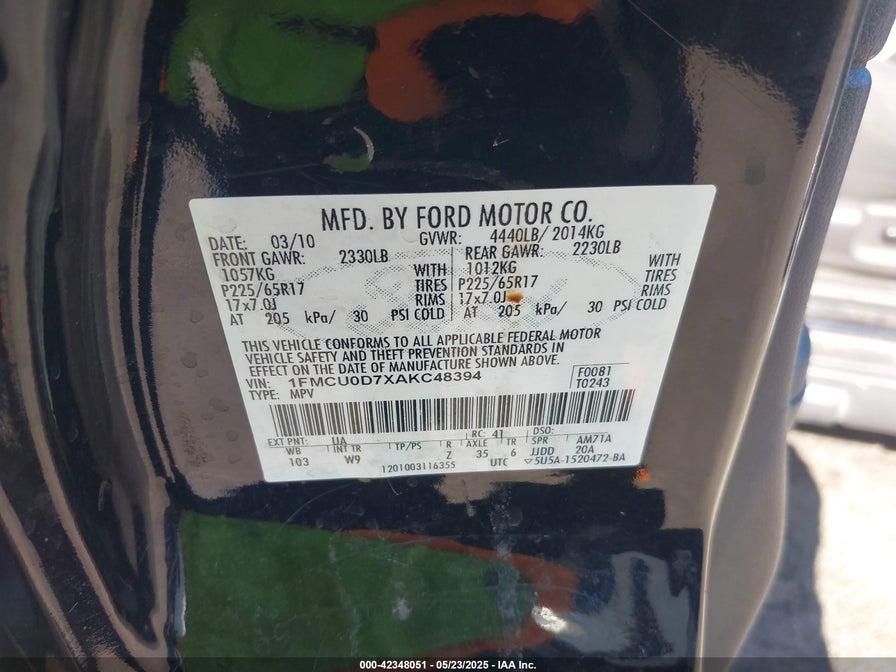 MFD. BY FORD MOTOR CO.
DATE: 03/10 GVWR: 4440LB/ 2014KG
FRONT GAWR: 2330LB REAR GAWR: 2230LB
1057KG WITH 1012KG WITH
P225/65R17 TIRES P225/65R17 TIRES
17x7.0J RIMS 17x7.0J RIMS
AT 205 kPa/ 30 PSI COLD AT 205 kPa/ 30 PSI COLD
THIS VEHICLE CONFORMS TO ALL APPLICABLE FEDERAL MOTOR
VEHICLE SAFETY AND THEFT PREVENTION STANDARDS IN
EFFECT ON THE DATE OF MANUFACTURE SHOWN ABOVE.
VIN: 1FMCU0D7XAKC48394 F0081
TYPE: MPV T0243
EXT PNT: UA RC: 41 DSO:
WB INT TR TP/PS R AXLE TR SPR AM71A
103 W9 Z 35 6 JJDD 20A
1201003116355 UTC ▽5U5A-1520472-BA
000-42348051 - 05/23/2025 - IAA Inc.